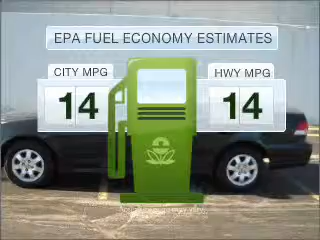 EPA FUEL ECONOMY ESTIMATES
CITY MPG
HWY MPG
14
14